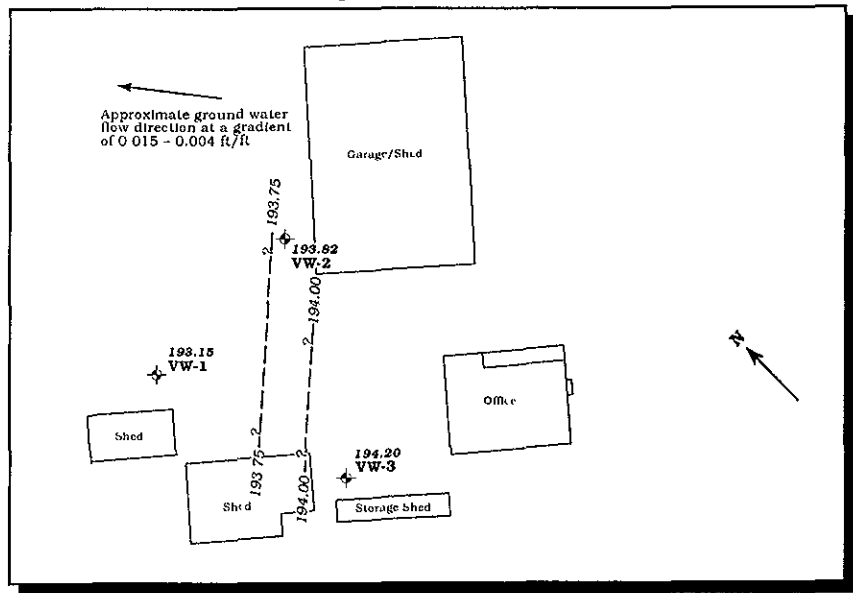 Approximate ground water
flow direction at a gradient
of 0 015 - 0.004 ft/ft
Garage/Shed
193.75
?
193.82
VW-2
194.00
?
N
193.15
VW-1
Office
Shed
?
193 75
?
194.00
194.20
VW-3
Shed
Storage Shed